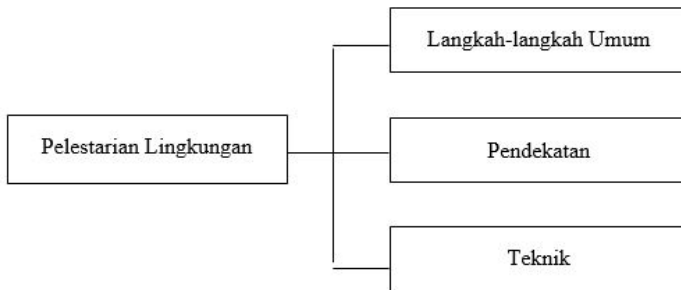 Langkah-langkah Umum
Pelestarian Lingkungan
Pendekatan
Teknik